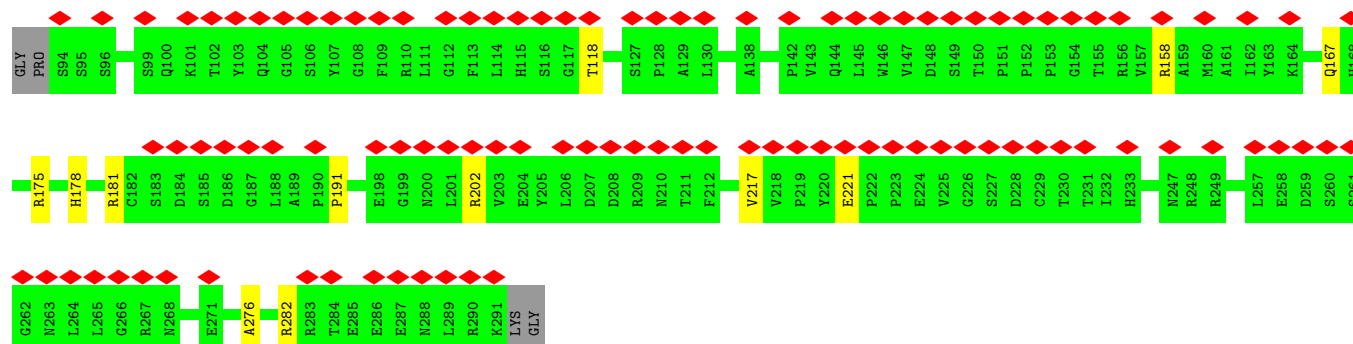 GLY PRO S94 S95 S96 S99 Q100 K101 T102 Y103 Q104 G105 S106 Y107 G108 F109 R110 L111 G112 F113 L114 H115 S116 G117 T118 S127 P128 A129 L130 A138 P142 V143 Q144 L145 W146 V147 D148 S149 T150 P151 P152 P153 G154 T155 R156 V157 R158 A159 M160 A161 I162 Y163 K164 Q167
R175 H178 R181 C182 S183 D184 S185 D186 G187 L188 A189 P190 P191 E198 G199 N200 L201 R202 V203 E204 Y205 L206 D207 D208 R209 N210 T211 F212 V217 V218 P219 Y220 E221 P222 P223 E224 V225 G226 S227 D228 C229 T230 T231 I232 H233 N247 R248 R249 L257 E258 D259 S260
G262 N263 L264 L265 G266 R267 N268 E271 A276 R282 R283 T284 E285 E286 E287 N288 L289 R290 K291 LYS GLY